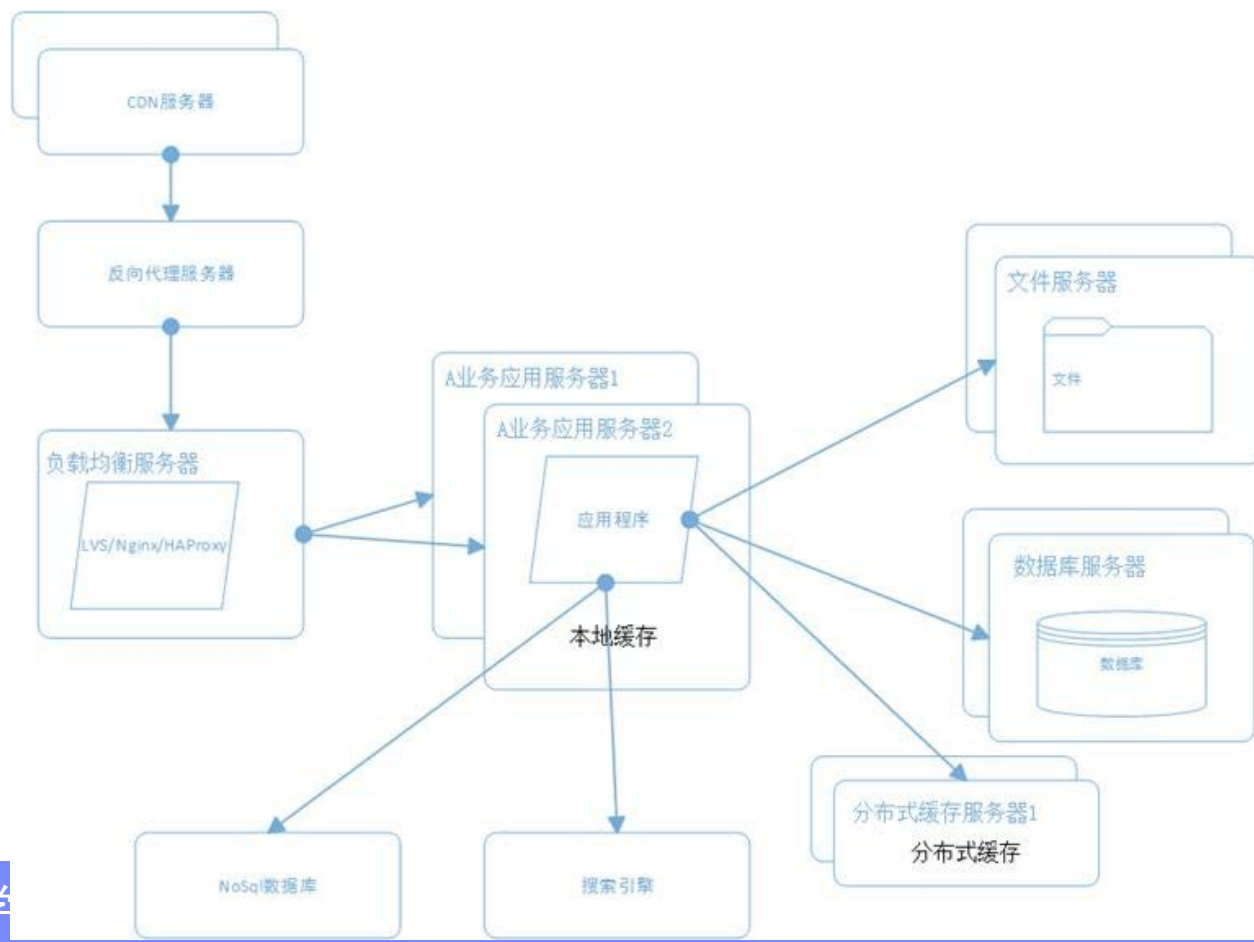 CDN服务器
反向代理服务器
负载均衡服务器
LVS/Nginx/HAProxy
A业务应用服务器1
A业务应用服务器2
应用程序
本地缓存
文件服务器
文件
数据库服务器
数据库
分布式缓存服务器1
分布式缓存
NoSql数据库
搜索引擎